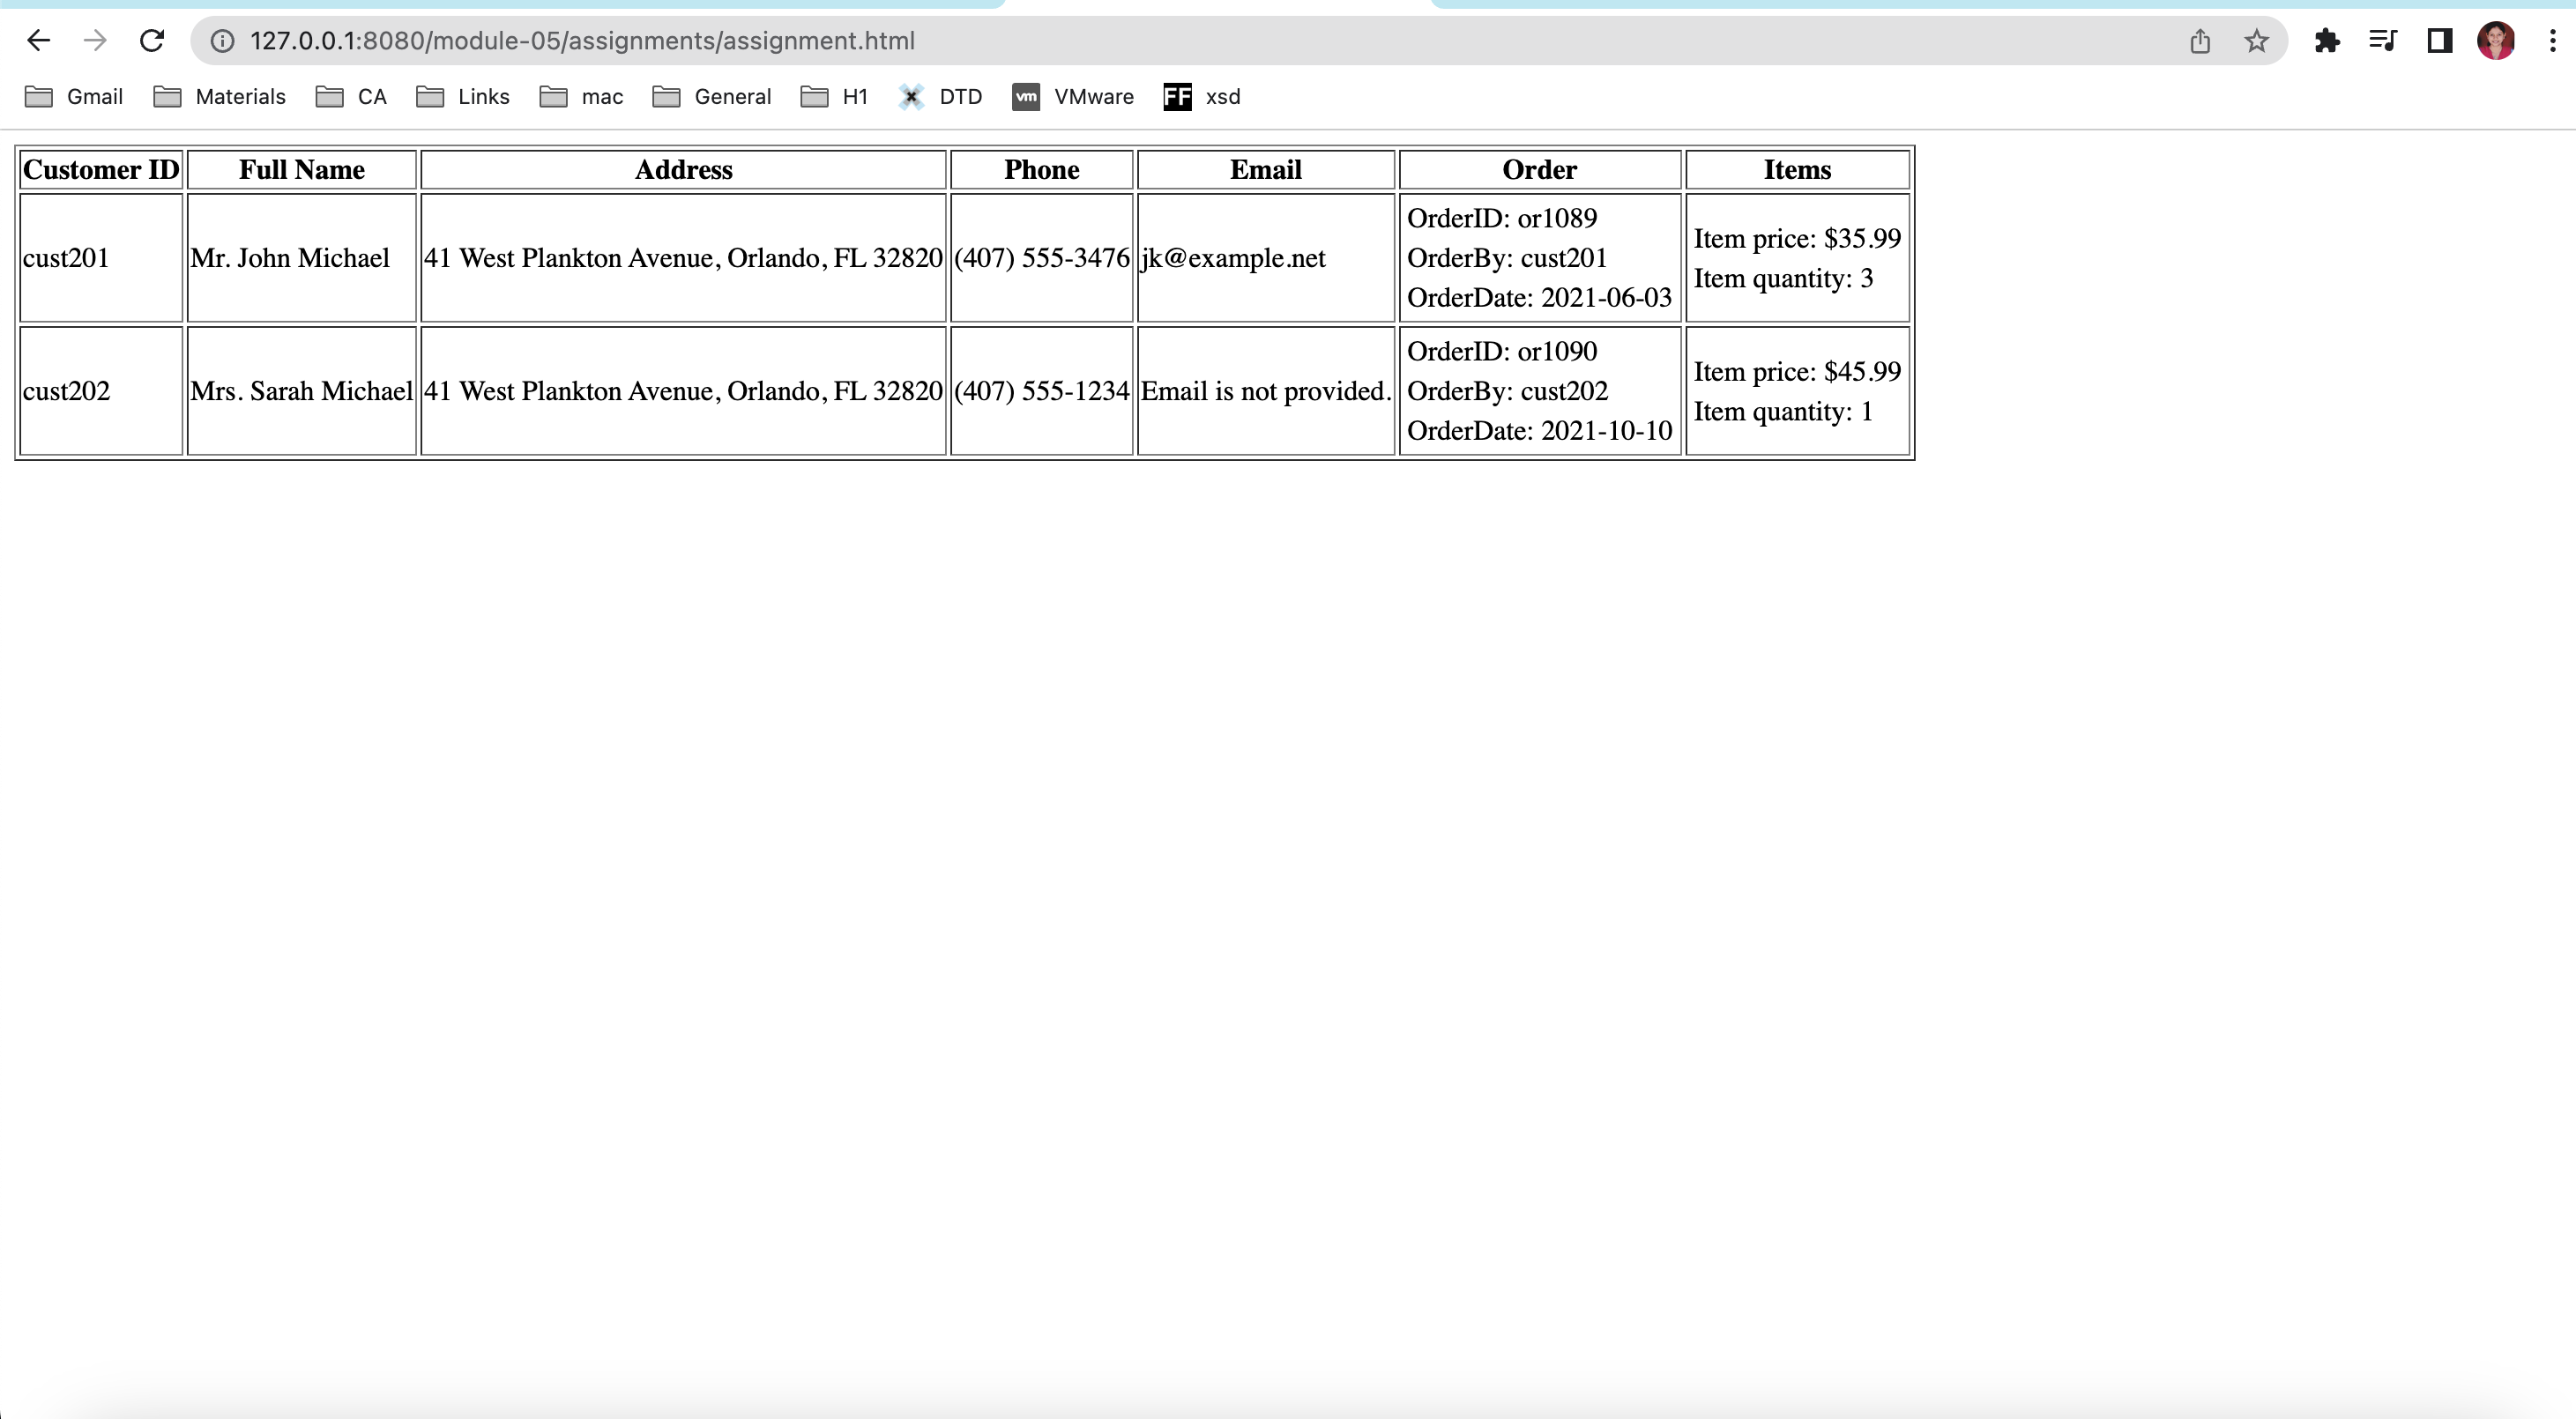 127.0.0.1:8080/module-05/assignments/assignment.html
Gmail Materials CA Links mac General H1 DTD vm VMware FF xsd
Customer ID Full Name Address Phone Email Order Items
cust201 Mr. John Michael 41 West Plankton Avenue, Orlando, FL 32820 (407) 555-3476 jk@example.net
OrderID: or1089
OrderBy: cust201
OrderDate: 2021-06-03
Item price: $35.99
Item quantity: 3
cust202 Mrs. Sarah Michael 41 West Plankton Avenue, Orlando, FL 32820 (407) 555-1234 Email is not provided.
OrderID: or1090
OrderBy: cust202
OrderDate: 2021-10-10
Item price: $45.99
Item quantity: 1